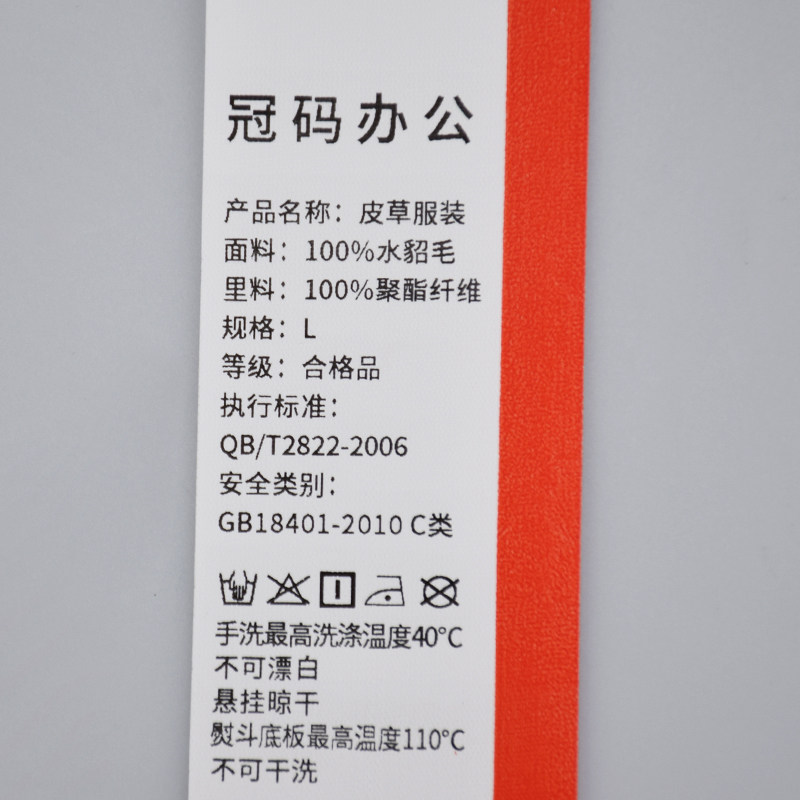 冠码办公
产品名称：皮草服装
面料：100%水貂毛
里料：100%聚酯纤维
规格：L
等级：合格品
执行标准：
QB/T2822-2006
安全类别：
GB18401-2010 C类
手洗最高洗涤温度40℃
不可漂白
悬挂晾干
熨斗底板最高温度110℃
不可干洗